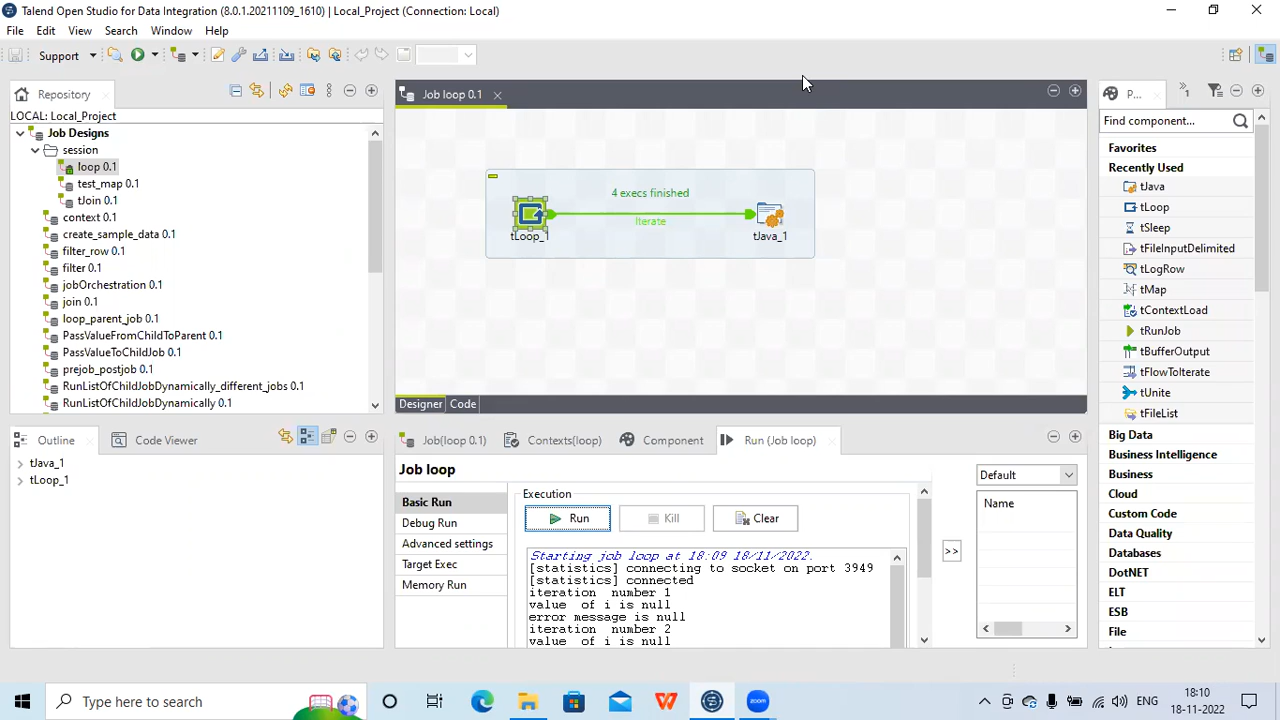 Talend Open Studio for Data Integration (8.0.1.20211109_1610) | Local_Project (Connection: Local)
File Edit View Search Window Help
Support
Repository
LOCAL: Local_Project
Job Designs
session
loop 0.1
test_map 0.1
tJoin 0.1
context 0.1
create_sample_data 0.1
filter_row 0.1
filter 0.1
jobOrchestration 0.1
join 0.1
loop_parent_job 0.1
PassValueFromChildToParent 0.1
PassValueToChildJob 0.1
prejob_postjob 0.1
RunListOfChildJobDynamically_different_jobs 0.1
RunListOfChildJobDynamically 0.1
Job loop 0.1
4 execs finished
Iterate
tLoop_1
tJava_1
Designer Code
P...
1
Find component...
Favorites
Recently Used
tJava
tLoop
tSleep
tFileInputDelimited
tLogRow
tMap
tContextLoad
tRunJob
tBufferOutput
tFlowToIterate
tUnite
tFileList
Big Data
Business Intelligence
Business
Cloud
Custom Code
Data Quality
Databases
DotNET
ELT
ESB
File
Outline
Code Viewer
tJava_1
tLoop_1
Job(loop 0.1)
Contexts(loop)
Component
Run (Job loop)
Job loop
Basic Run
Debug Run
Advanced settings
Target Exec
Memory Run
Execution
Run
Kill
Clear
Starting job loop at 18:09 18/11/2022.
[statistics] connecting to socket on port 3949
[statistics] connected
iteration  number 1
value  of i is null
error message is null
iteration  number 2
value  of i is null
>>
Default
Name
Type here to search
zoom
ENG
18:10
18-11-2022